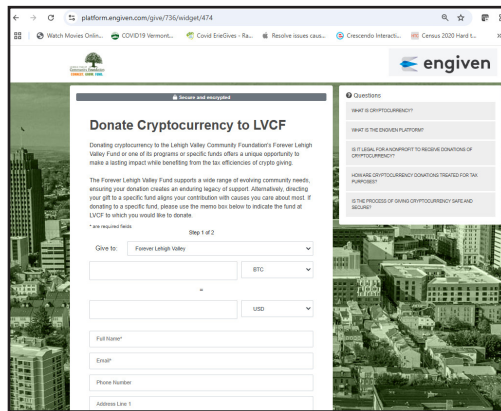 platform.engiven.com/give/736/widget/474
Watch Movies Onlin...
COVID19 Vermont...
Covid ErieGives - Ra...
Resolve issues caus...
Crescendo Interacti...
Census 2020 Hard t...
engiven
Secure and encrypted
Donate Cryptocurrency to LVCF
Donating cryptocurrency to the Lehigh Valley Community Foundation's Forever Lehigh
Valley Fund or one of its programs or specific funds offers a unique opportunity to
make a lasting impact while benefiting from the tax efficiencies of crypto giving.
The Forever Lehigh Valley Fund supports a wide range of evolving community needs,
ensuring your donation creates an enduring legacy of support. Alternatively, directing
your gift to a specific fund aligns your contribution with causes you care about most. If
donating to a specific fund, please use the memo box below to indicate the fund at
LVCF to which you would like to donate.
* are required fields
Step 1 of 2
Give to:
Forever Lehigh Valley
BTC
=
USD
Full Name*
Email*
Phone Number
Address Line 1
Questions
WHAT IS CRYPTOCURRENCY?
WHAT IS THE ENGIVEN PLATFORM?
IS IT LEGAL FOR A NONPROFIT TO RECEIVE DONATIONS OF
CRYPTOCURRENCY?
HOW ARE CRYPTOCURRENCY DONATIONS TREATED FOR TAX
PURPOSES?
IS THE PROCESS OF GIVING CRYPTOCURRENCY SAFE AND
SECURE?